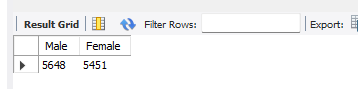 Result Grid Filter Rows: Export:
Male Female
5648 5451